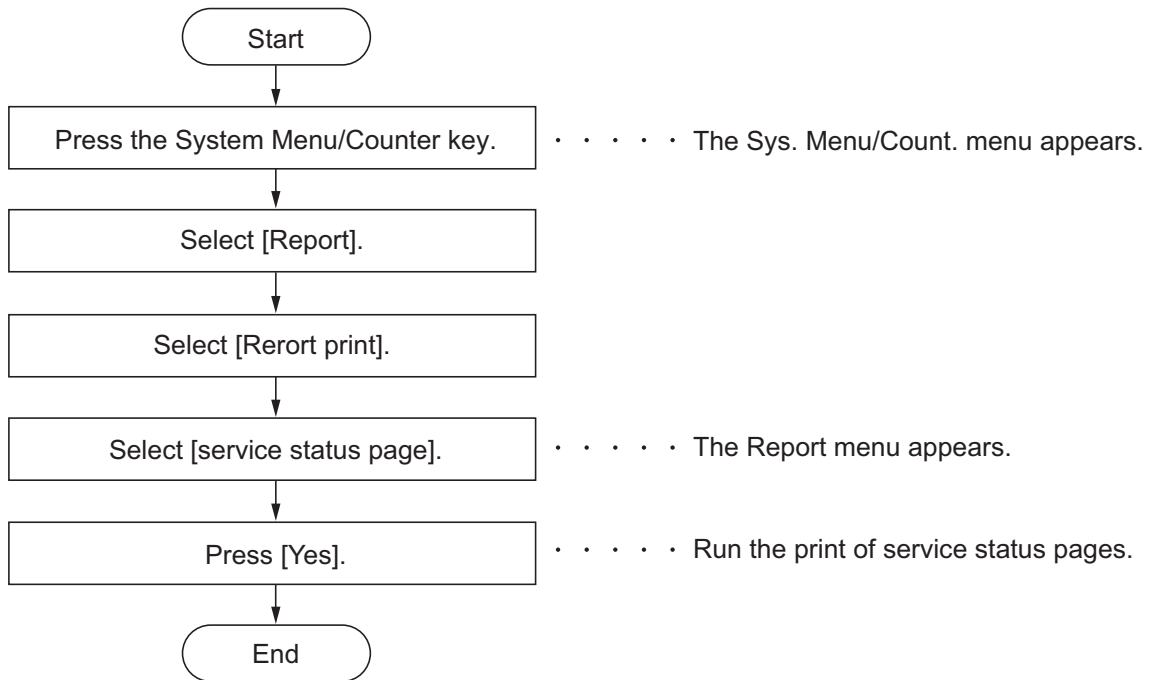 Start
Press the System Menu/Counter key.
・・・・・ The Sys. Menu/Count. menu appears.
Select [Report].
Select [Rerort print].
Select [service status page].
・・・・・ The Report menu appears.
Press [Yes].
・・・・・ Run the print of service status pages.
End